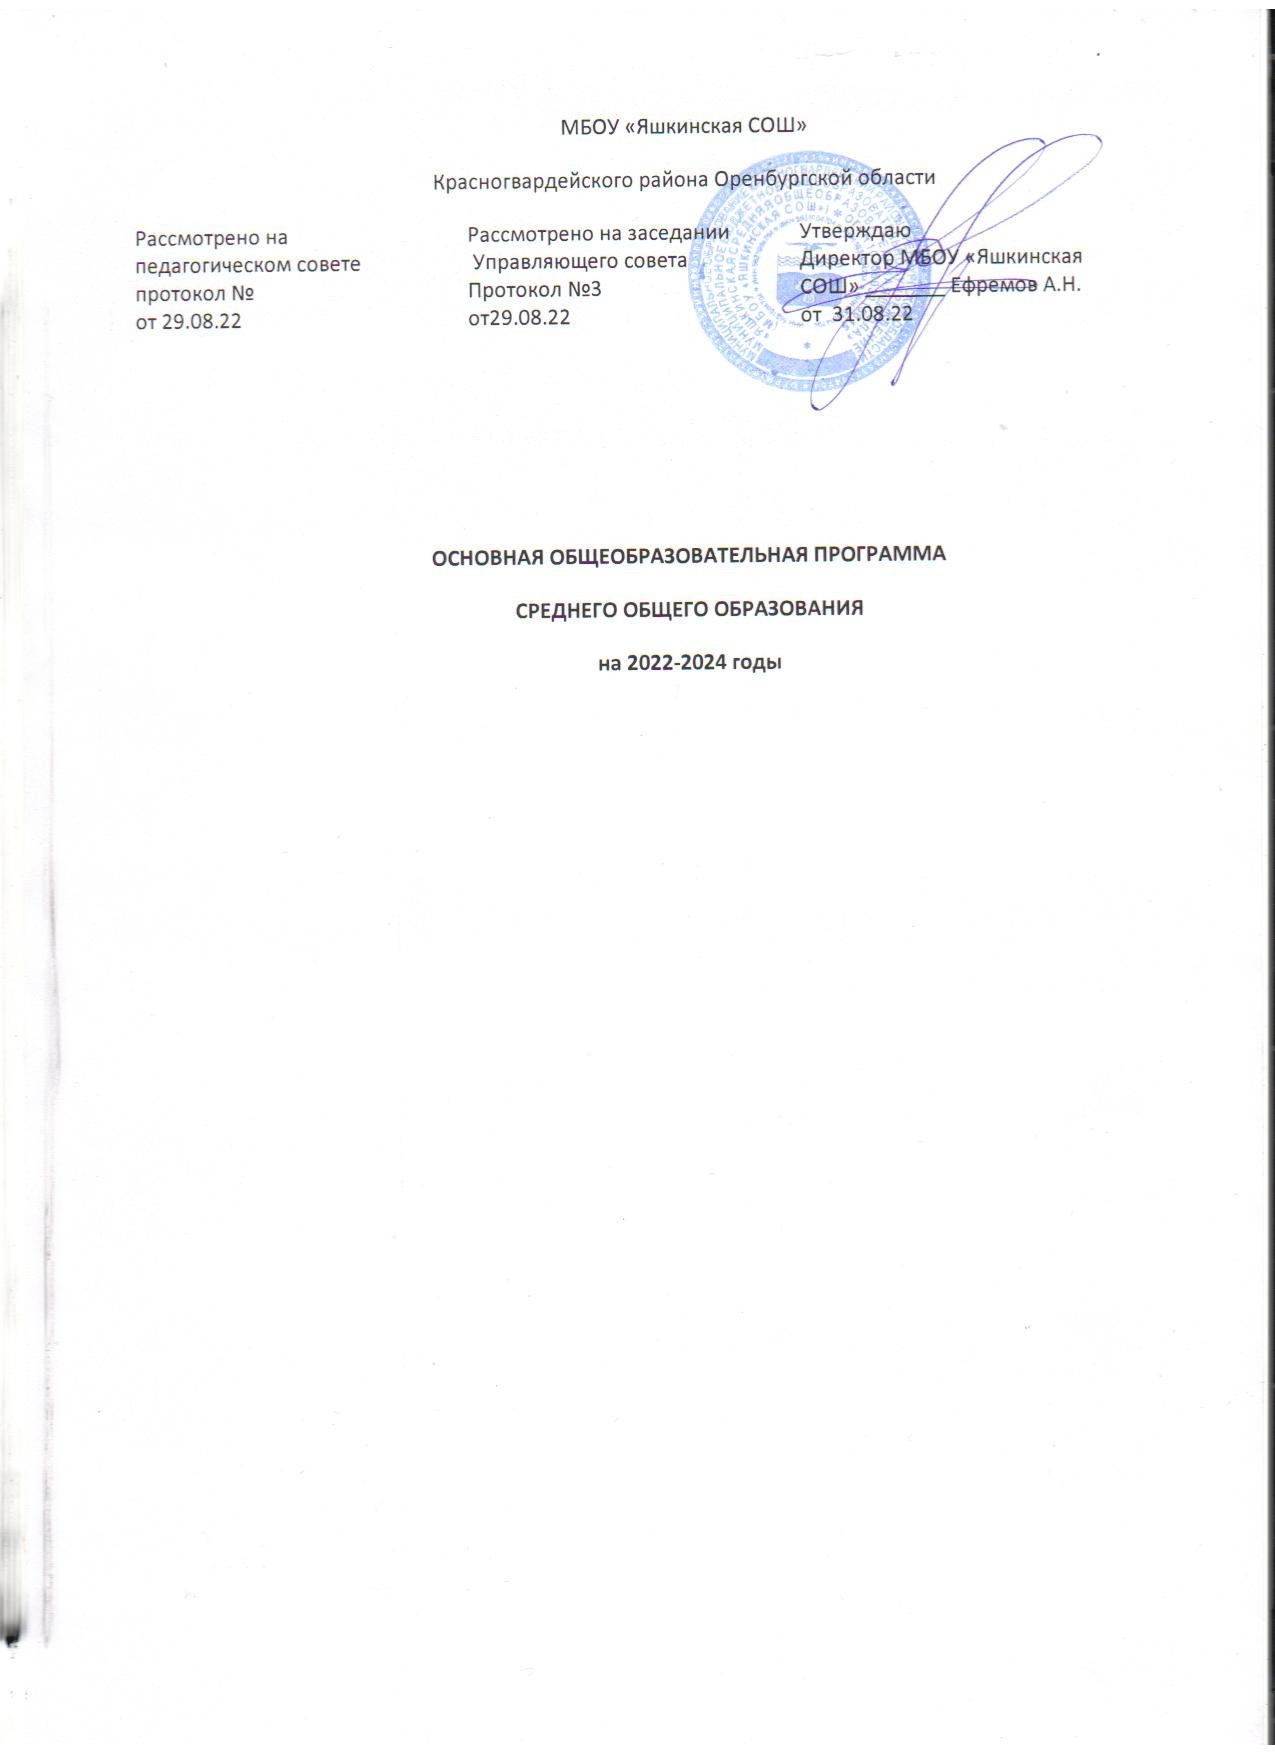 МБОУ «Яшкинская СОШ»
Красногвардейского района Оренбургской области
Рассмотрено на
педагогическом совете
протокол №
от 29.08.22
Рассмотрено на заседании
Управляющего совета
Протокол №3
от29.08.22
Утверждаю
Директор МБОУ «Яшкинская
СОШ» ________ Ефремов А.Н.
от 31.08.22
ОСНОВНАЯ ОБЩЕОБРАЗОВАТЕЛЬНАЯ ПРОГРАММА
СРЕДНЕГО ОБЩЕГО ОБРАЗОВАНИЯ
на 2022-2024 годы